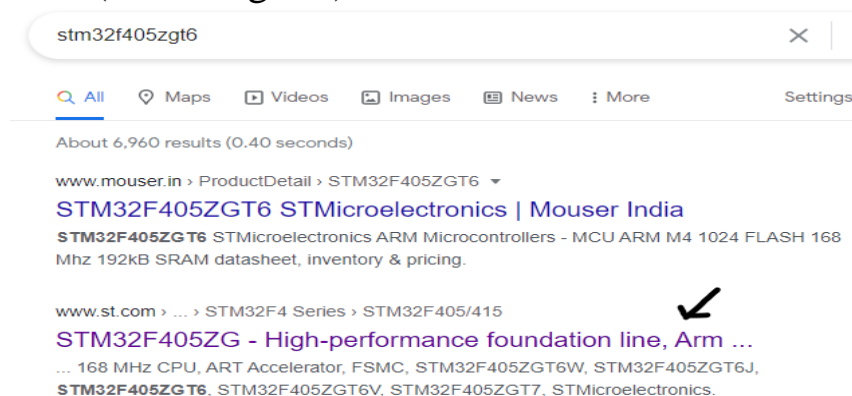 stm32f405zgt6
All Maps Videos Images News More Settings
About 6,960 results (0.40 seconds)
www.mouser.in › ProductDetail › STM32F405ZGT6
STM32F405ZGT6 STMicroelectronics | Mouser India
STM32F405ZGT6 STMicroelectronics ARM Microcontrollers - MCU ARM M4 1024 FLASH 168
Mhz 192kB SRAM datasheet, inventory & pricing.
www.st.com › ... › STM32F4 Series › STM32F405/415
STM32F405ZG - High-performance foundation line, Arm ...
... 168 MHz CPU, ART Accelerator, FSMC, STM32F405ZGT6W, STM32F405ZGT6J,
STM32F405ZGT6, STM32F405ZGT6V, STM32F405ZGT7, STMicroelectronics.